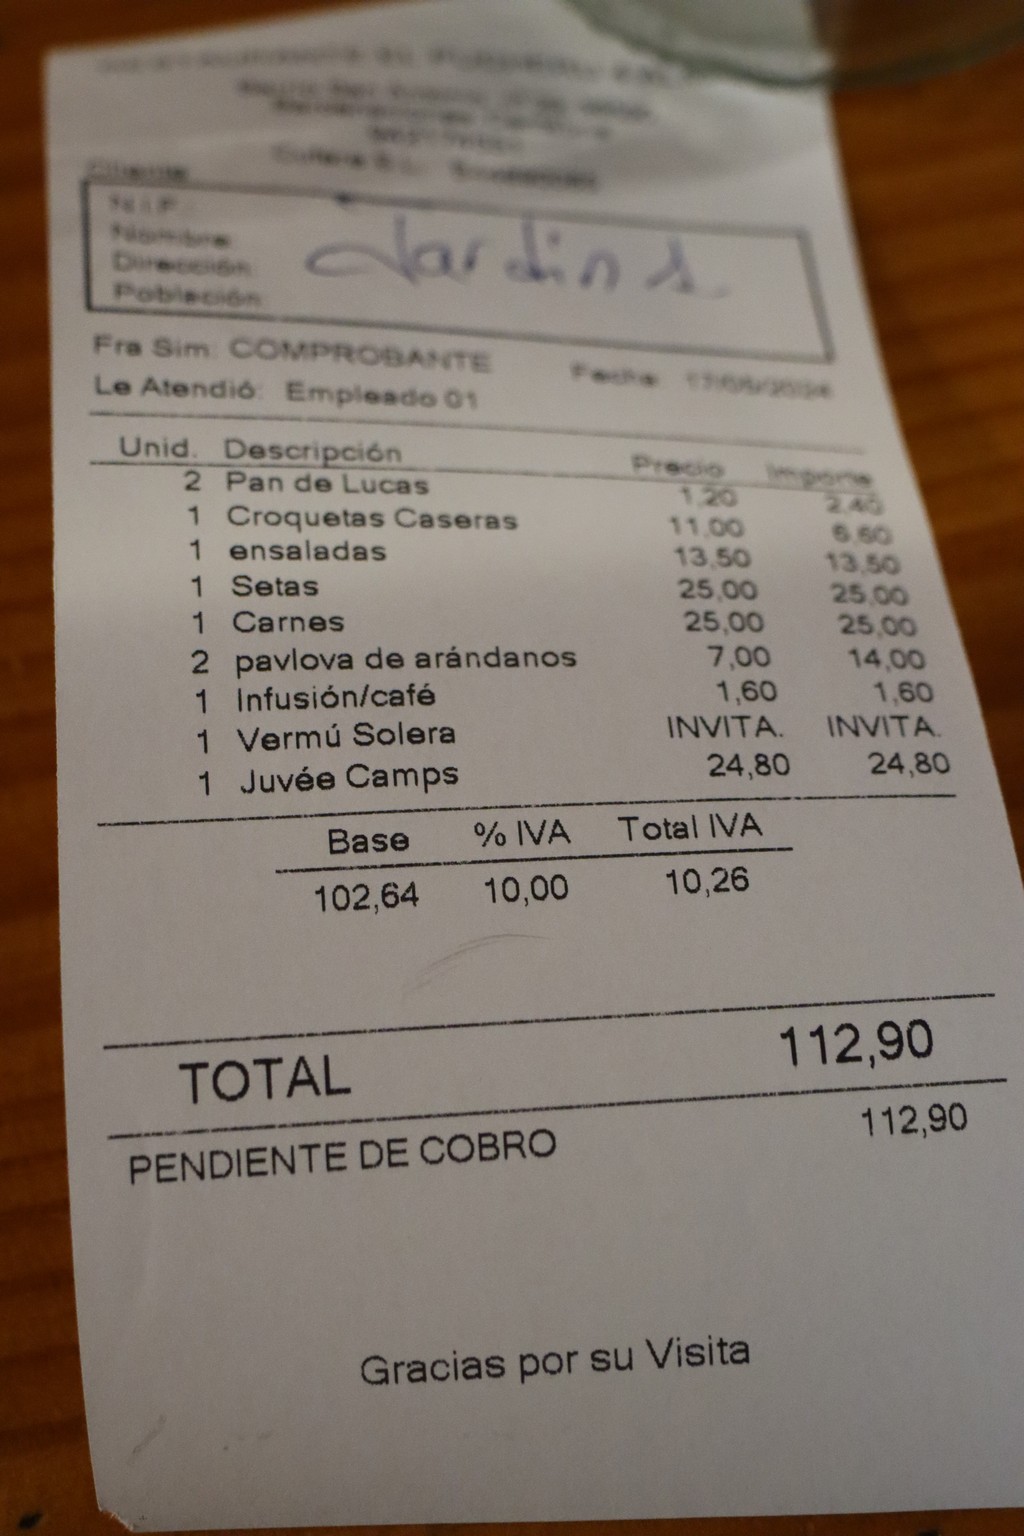 Cliente
N.I.F.:
Nombre:
Dirección:
Población:
Jardin 1
Fra Sim: COMPROBANTE Fecha
Le Atendió: Empleado 01
Unid. Descripción Precio Importe
2 Pan de Lucas 1,20 2,40
1 Croquetas Caseras 11,00 6,60
1 ensaladas 13,50 13,50
1 Setas 25,00 25,00
1 Carnes 25,00 25,00
2 pavlova de arándanos 7,00 14,00
1 Infusión/café 1,60 1,60
1 Vermú Solera INVITA. INVITA.
1 Juvée Camps 24,80 24,80
Base % IVA Total IVA
102,64 10,00 10,26
TOTAL 112,90
PENDIENTE DE COBRO 112,90
Gracias por su Visita